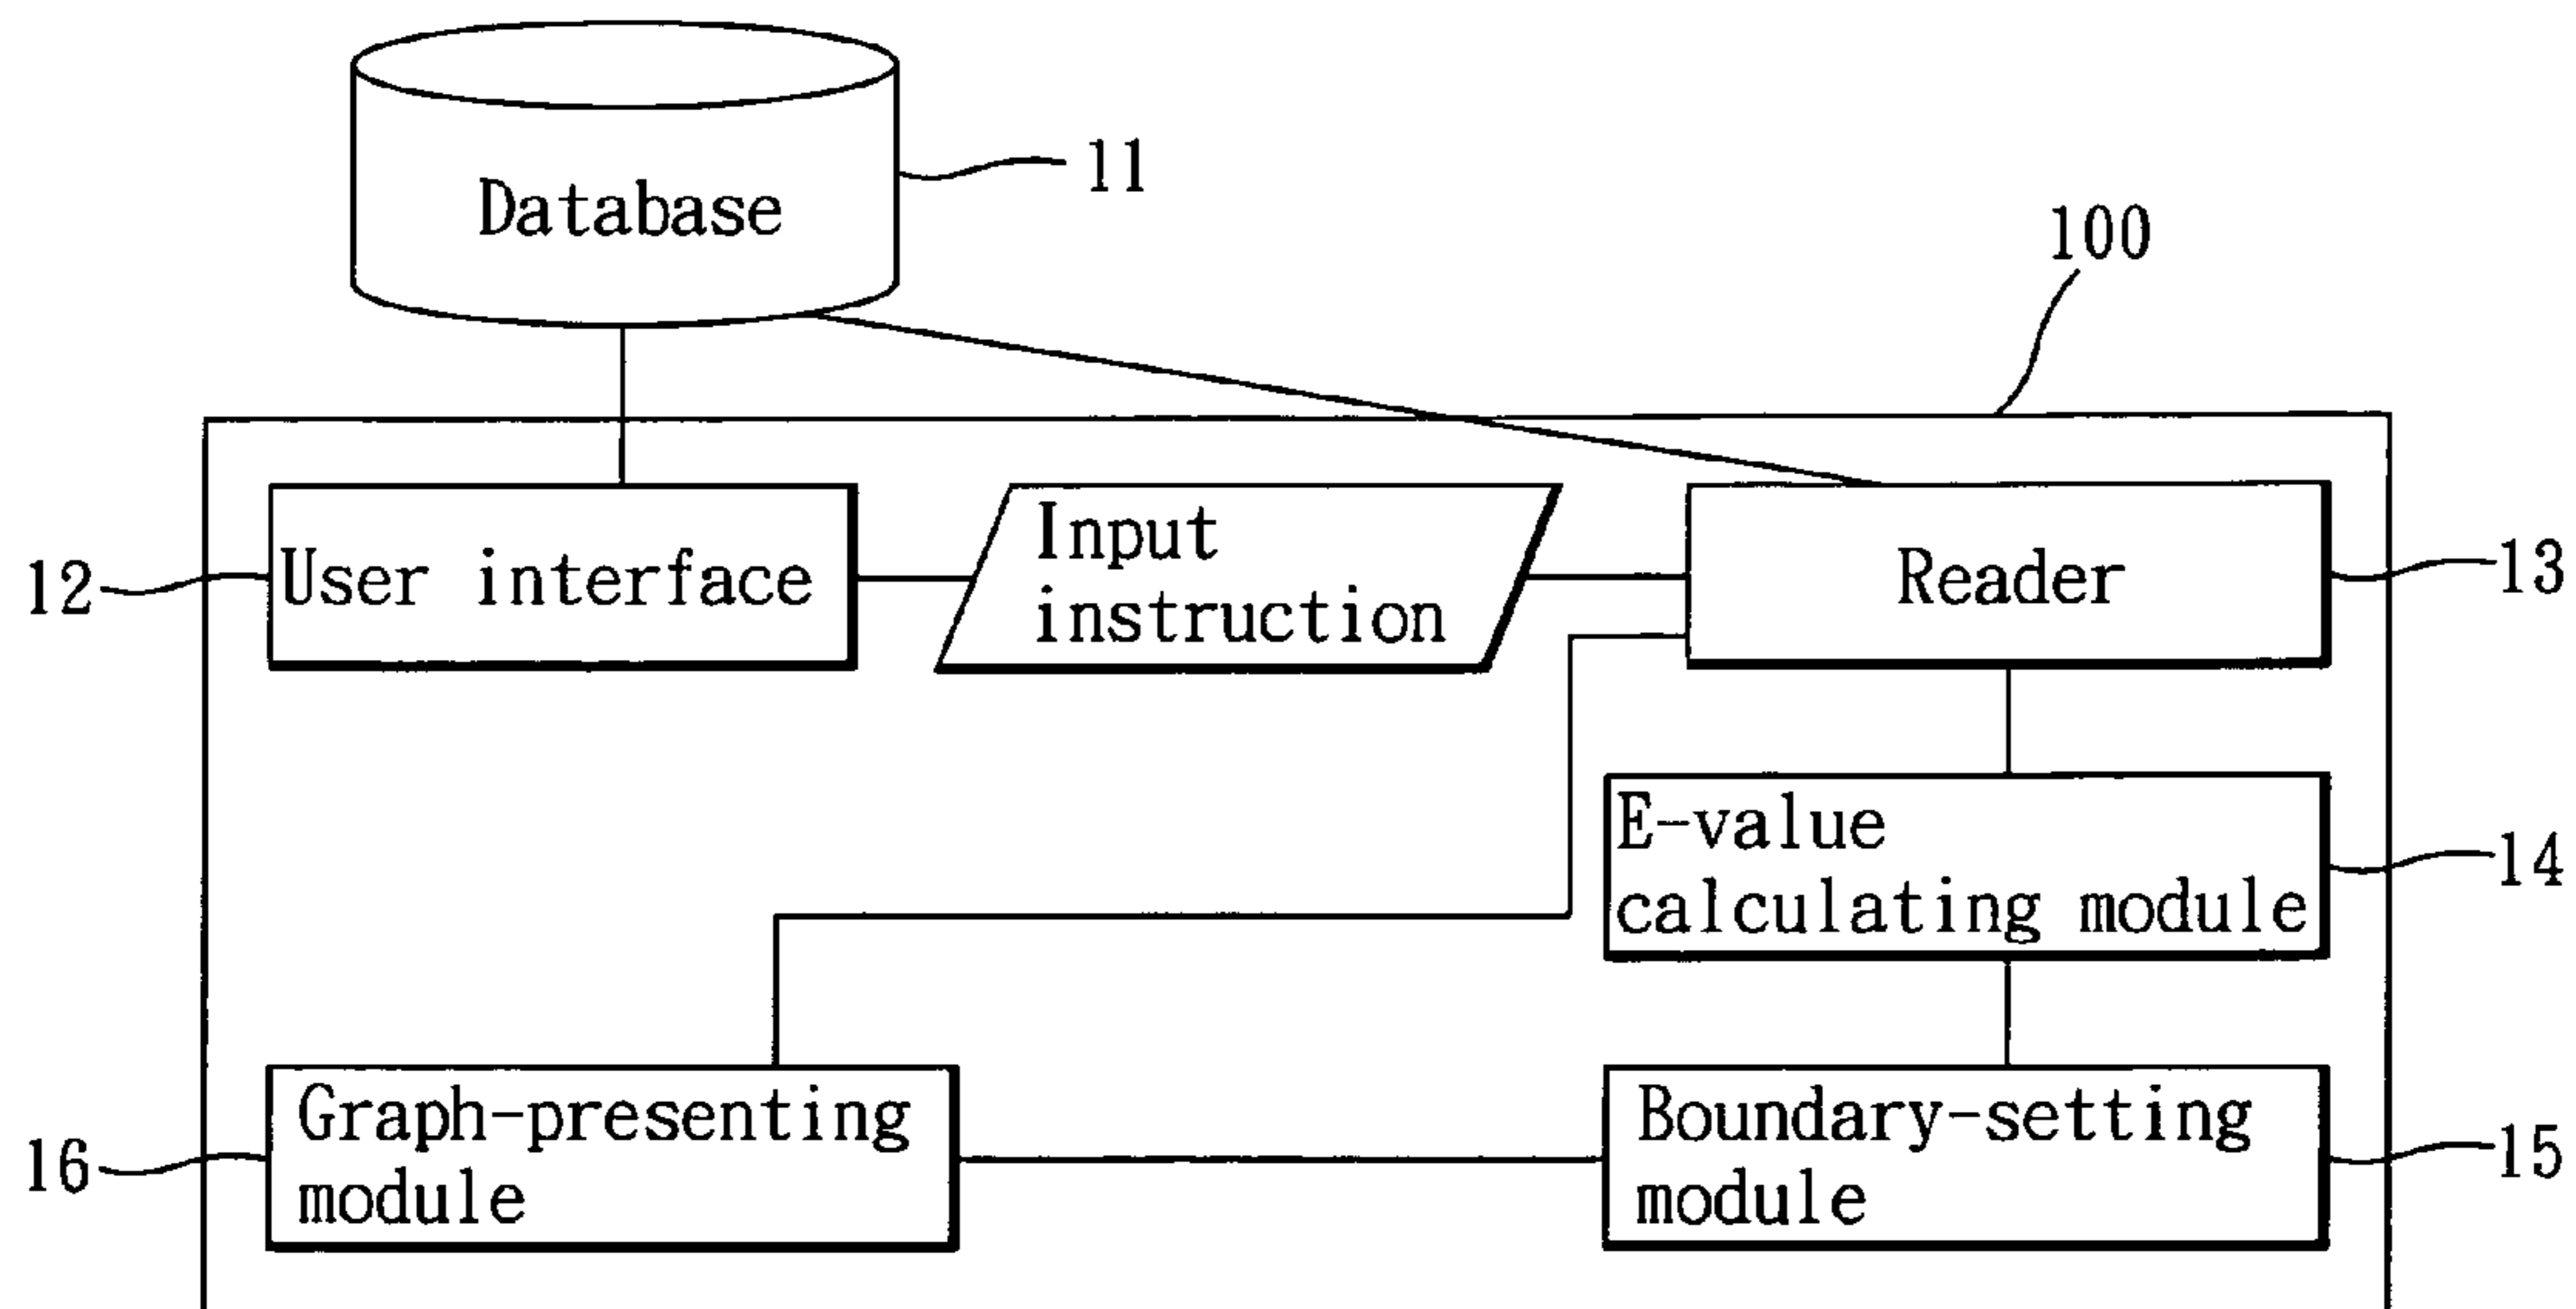 Database
11
100
12
User interface
Input
instruction
Reader
13
E-value
calculating module
14
16
Graph-presenting
module
Boundary-setting
module
15